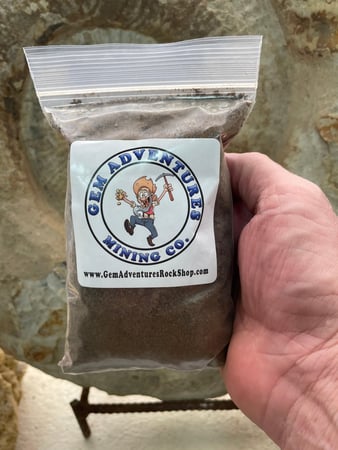 GEM ADVENTURES
MINING CO.
www.GemAdventuresRockShop.com